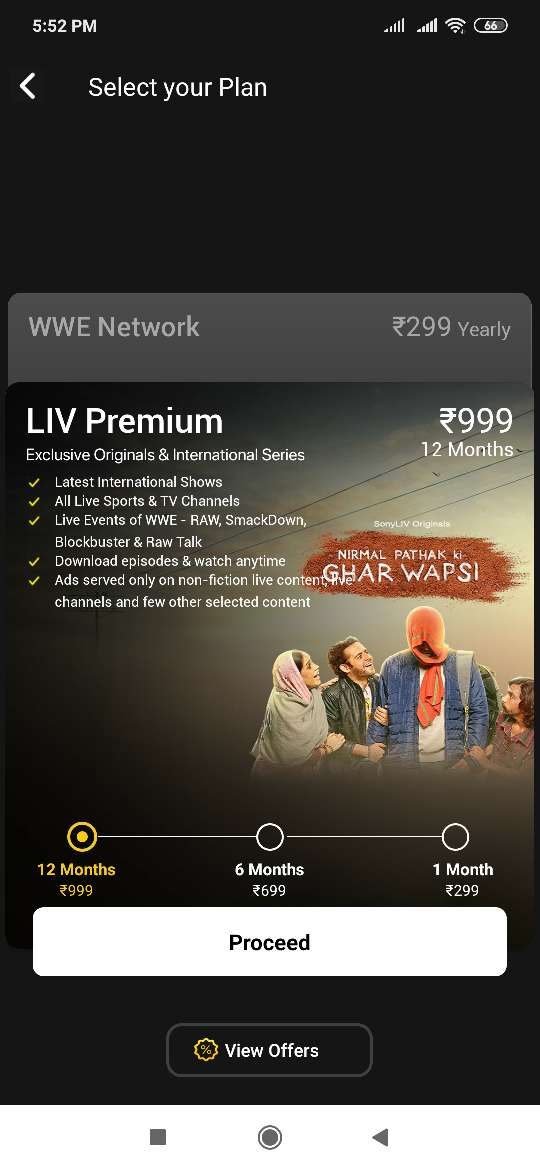 5:52 PM
66
Select your Plan
WWE Network
₹299 Yearly
LIV Premium
₹999
12 Months
Exclusive Originals & International Series
Latest International Shows
All Live Sports & TV Channels
Live Events of WWE - RAW, SmackDown,
Blockbuster & Raw Talk
Download episodes & watch anytime
Ads served only on non-fiction live content, live
channels and few other selected content
SonyLIV Originals
NIRMAL PATHAK ki
GHAR WAPSI
12 Months
₹999
6 Months
₹699
1 Month
₹299
Proceed
% View Offers